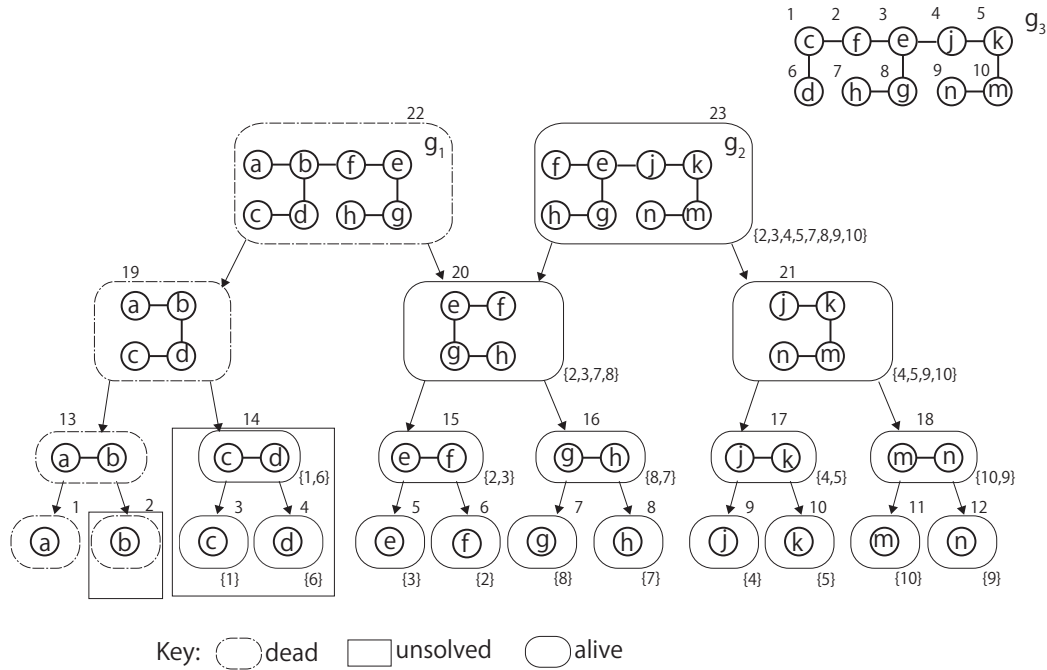 1 2 3 4 5 g3
c f e j k
6 7 8 9 10
d h g n m
22 23
g1 g2
a b f e f e j k
c d h g h g n m
{2,3,4,5,7,8,9,10}
19 20 21
a b e f j k
c d g h n m
{2,3,7,8} {4,5,9,10}
13 14 15 16 17 18
a b c d e f g h j k m n
{1,6} {2,3} {8,7} {4,5} {10,9}
1 2 3 4 5 6 7 8 9 10 11 12
a b c d e f g h j k m n
{1} {6} {3} {2} {8} {7} {4} {5} {10} {9}
Key: dead unsolved alive